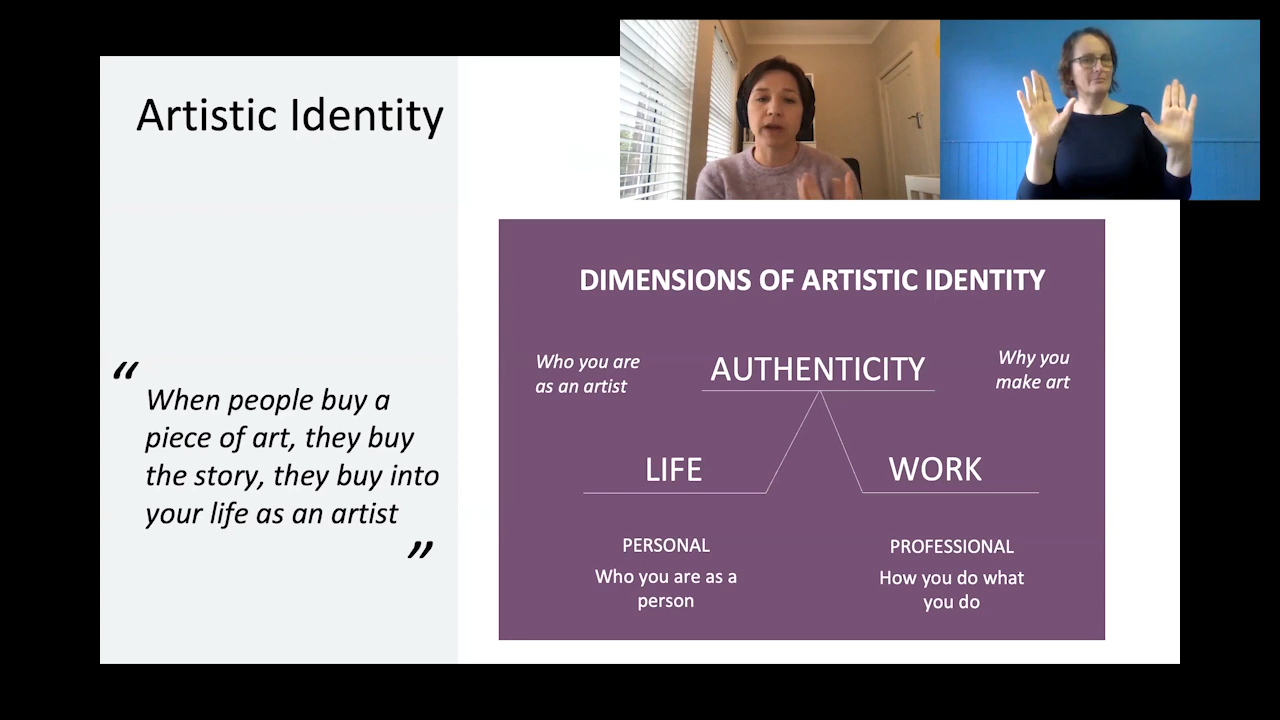 Artistic Identity
“
When people buy a
piece of art, they buy
the story, they buy into
your life as an artist
”
DIMENSIONS OF ARTISTIC IDENTITY
Who you are
as an artist
AUTHENTICITY
Why you
make art
LIFE
WORK
PERSONAL
Who you are as a
person
PROFESSIONAL
How you do what
you do